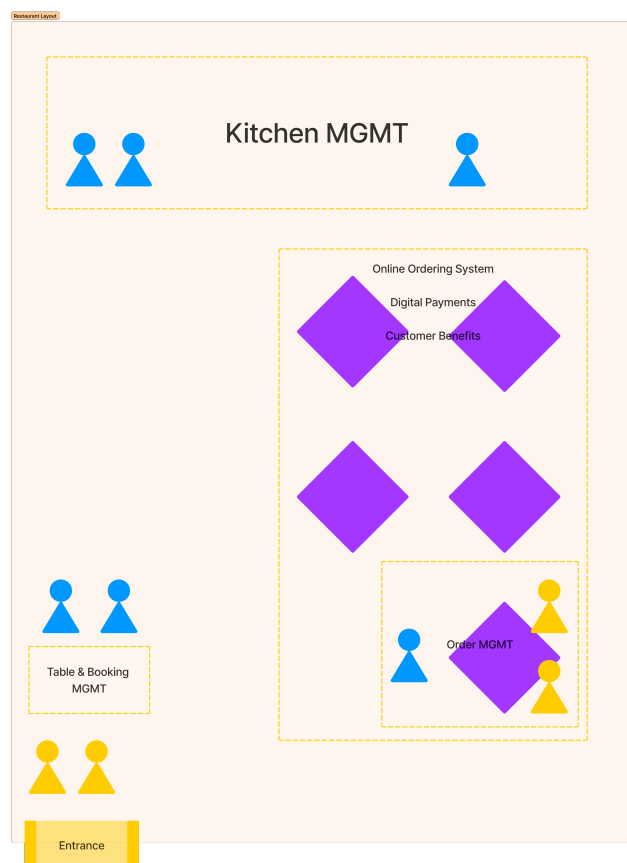 Restaurant Layout
Kitchen MGMT
Online Ordering System
Digital Payments
Customer Benefits
Order MGMT
Table & Booking
MGMT
Entrance